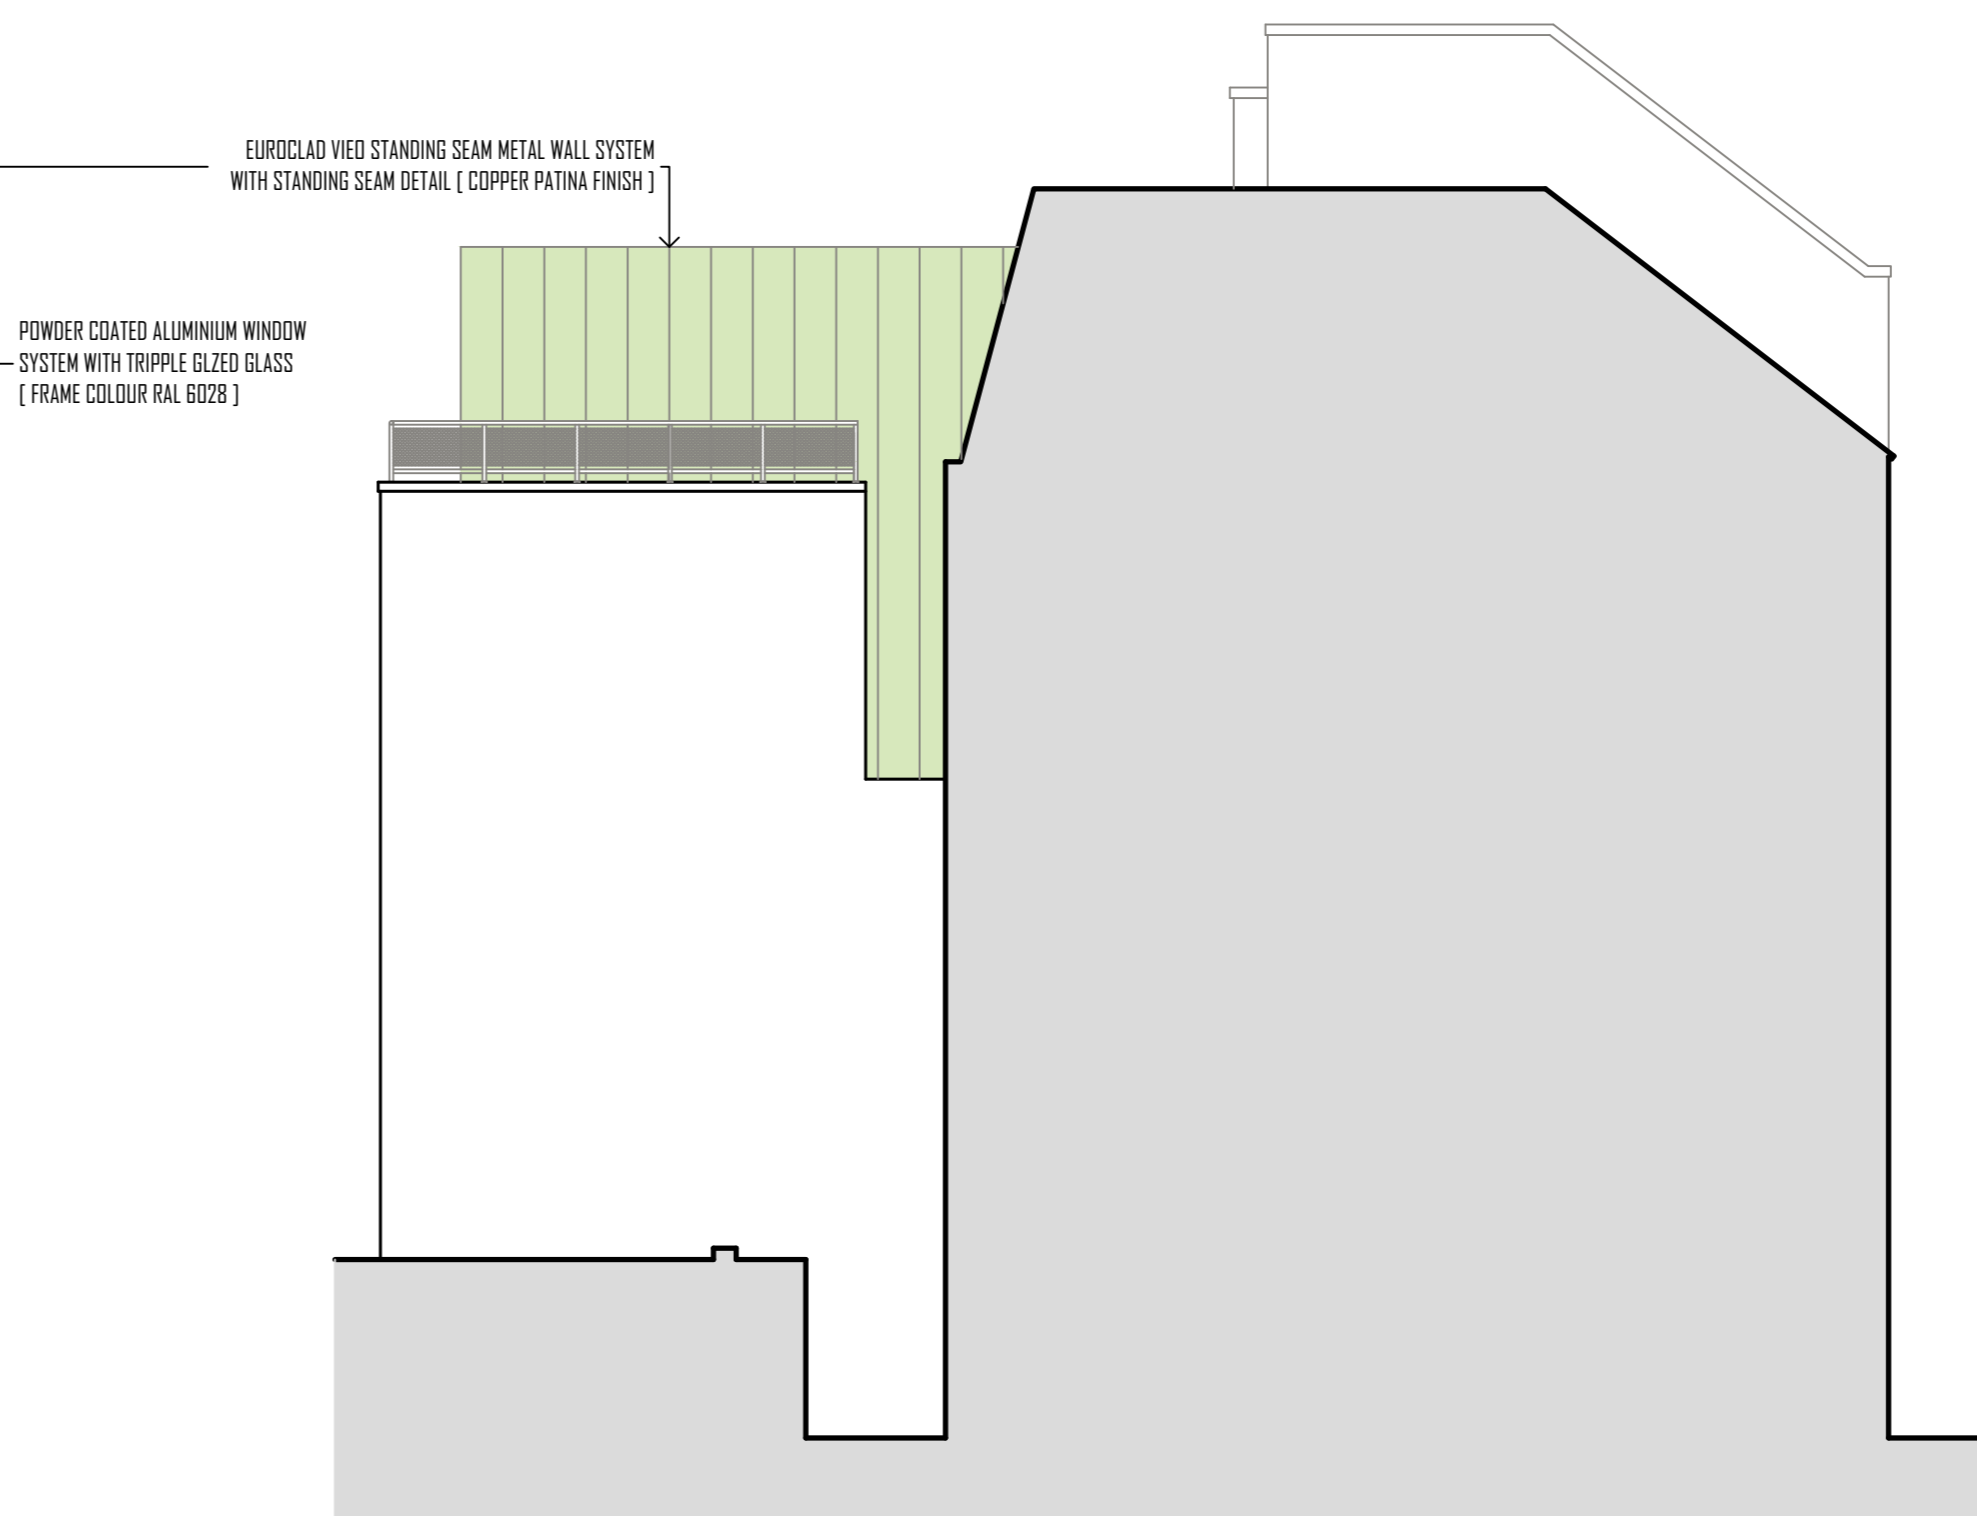 EUROCLAD VIEO STANDING SEAM METAL WALL SYSTEM
WITH STANDING SEAM DETAIL [ COPPER PATINA FINISH ]
POWDER COATED ALUMINIUM WINDOW
SYSTEM WITH TRIPPLE GLZED GLASS
[ FRAME COLOUR RAL 6028 ]